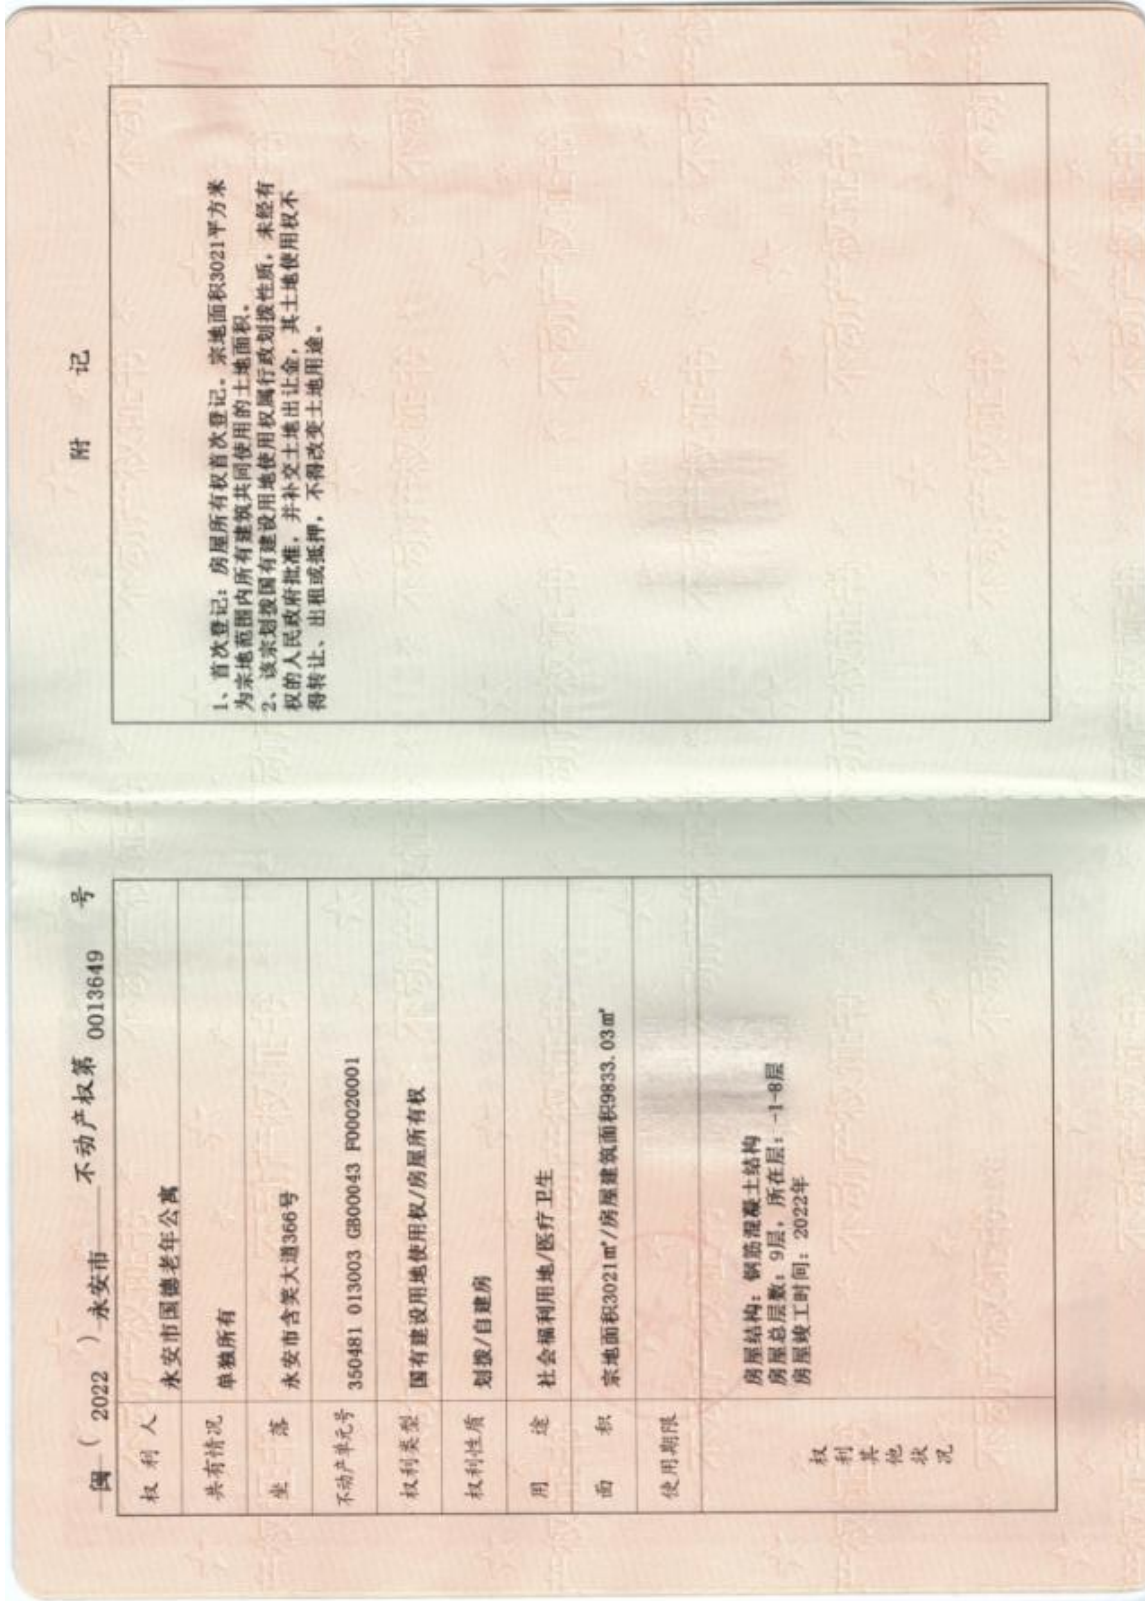 闽（ 2022 ）永安市 不动产权第 0013649 号
权利人 永安市国德老年公寓
共有情况 单独所有
坐落 永安市含笑大道366号
不动产单元号 350481 013003 GB00043 F00020001
权利类型 国有建设用地使用权/房屋所有权
权利性质 划拨/自建房
用途 社会福利用地/医疗卫生
面积 宗地面积3021㎡/房屋建筑面积9833.03㎡
使用期限
权利其他状况
房屋结构：钢筋混凝土结构
房屋总层数：9层，所在层：-1-8层
房屋竣工时间：2022年
附 记
1、首次登记：房屋所有权首次登记。宗地面积3021平方米
为宗地范围内所有建筑共同使用的土地面积。
2、该宗划拨国有建设用地使用权属行政划拨性质，未经有
权的人民政府批准，并补交土地出让金，其土地使用权不
得转让、出租或抵押，不得改变土地用途。